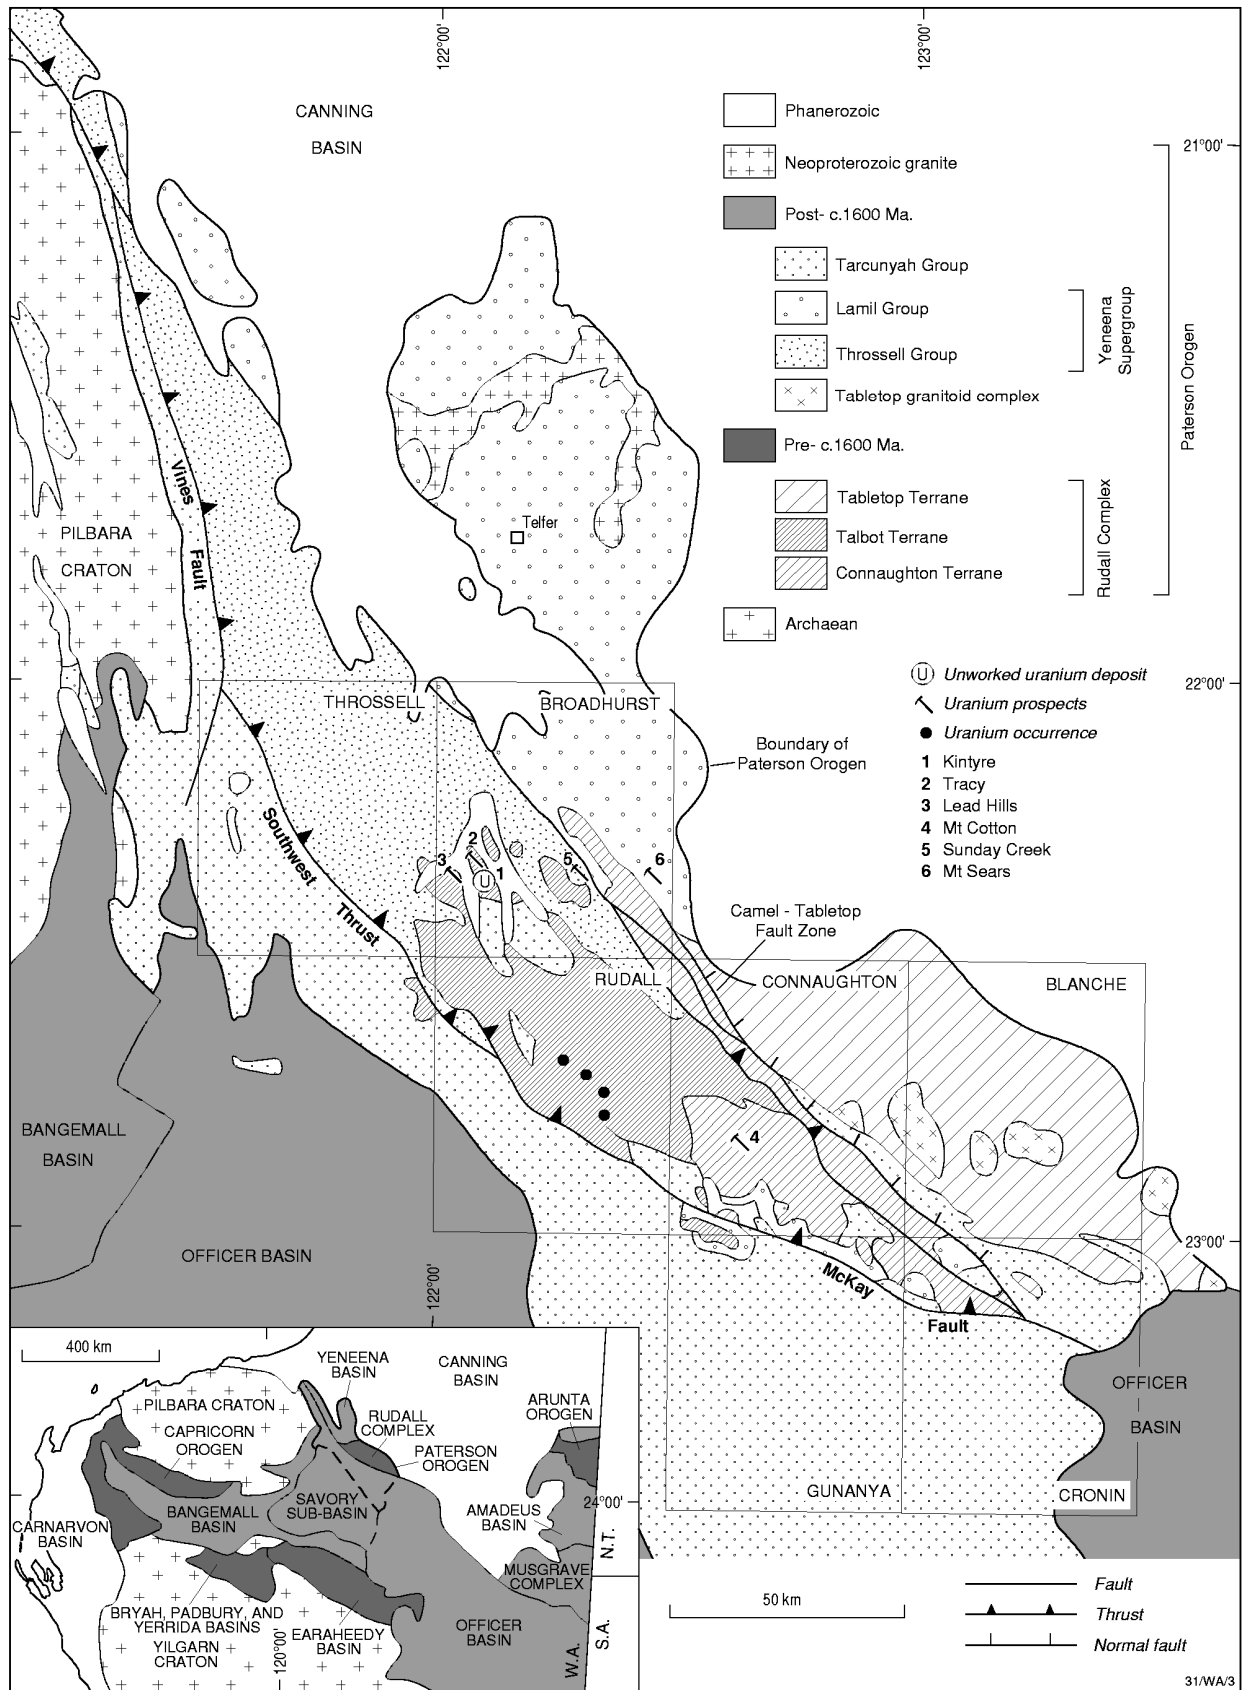 122°00'
123°00'
CANNING
BASIN
Phanerozoic
Neoproterozoic granite
21°00'
Post- c.1600 Ma.
Tarcunyah Group
Lamil Group
Throssell Group
Yeneena
Supergroup
Tabletop granitoid complex
Paterson Orogen
Pre- c.1600 Ma.
Tabletop Terrane
Talbot Terrane
Connaughton Terrane
Rudall Complex
Archaean
Vines
Fault
Telfer
PILBARA
CRATON
U
Unworked uranium deposit
Uranium prospects
Uranium occurrence
1 Kintyre
2 Tracy
3 Lead Hills
4 Mt Cotton
5 Sunday Creek
6 Mt Sears
22°00'
THROSSELL
BROADHURST
Boundary of
Paterson Orogen
Southwest
Thrust
2
3
1
U
5
6
Camel - Tabletop
Fault Zone
RUDALL
CONNAUGHTON
BLANCHE
4
BANGEMALL
BASIN
OFFICER BASIN
23°00'
122°00'
McKay
Fault
OFFICER
BASIN
GUNANYA
CRONIN
400 km
YENEENA
BASIN
CANNING
BASIN
PILBARA CRATON
CAPRICORN
OROGEN
RUDALL
COMPLEX
PATERSON
OROGEN
ARUNTA
OROGEN
24°00'
CARNARVON
BASIN
BANGEMALL
BASIN
SAVORY
SUB-BASIN
AMADEUS
BASIN
N.T.
MUSGRAVE
COMPLEX
BRYAH, PADBURY, AND
YERRIDA BASINS
YILGARN
CRATON
120°00'
EARAHEEDY
BASIN
OFFICER
BASIN
W.A.
S.A.
50 km
Fault
Thrust
Normal fault
31/WA/3